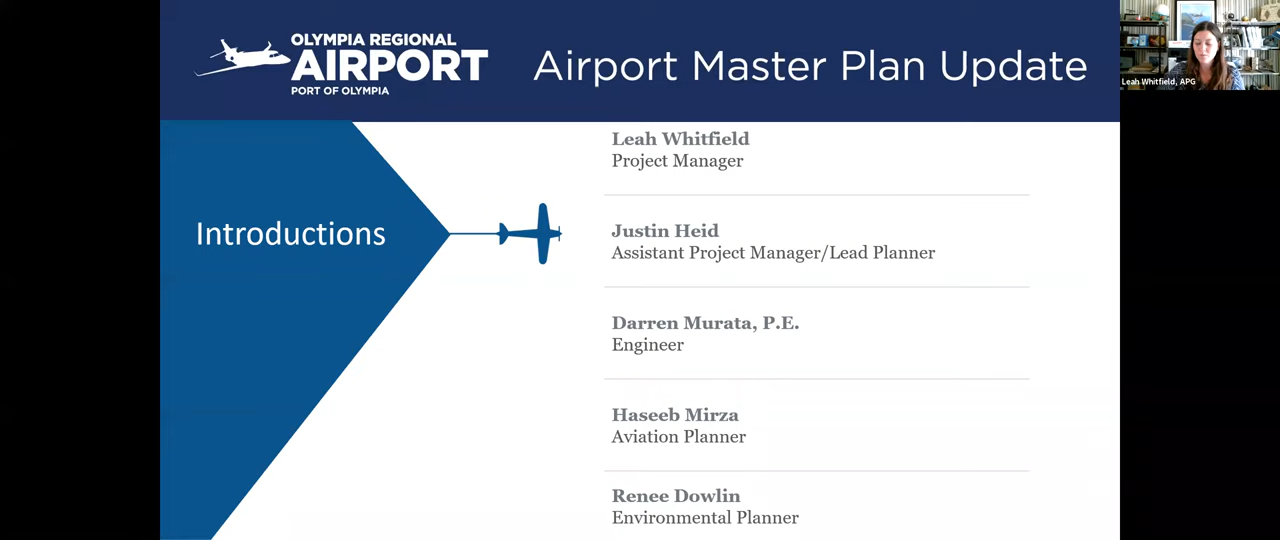 OLYMPIA REGIONAL
AIRPORT
PORT OF OLYMPIA
Airport Master Plan Update
Leah Whitfield, APG
Introductions
Leah Whitfield
Project Manager
Justin Heid
Assistant Project Manager/Lead Planner
Darren Murata, P.E.
Engineer
Haseeb Mirza
Aviation Planner
Renee Dowlin
Environmental Planner